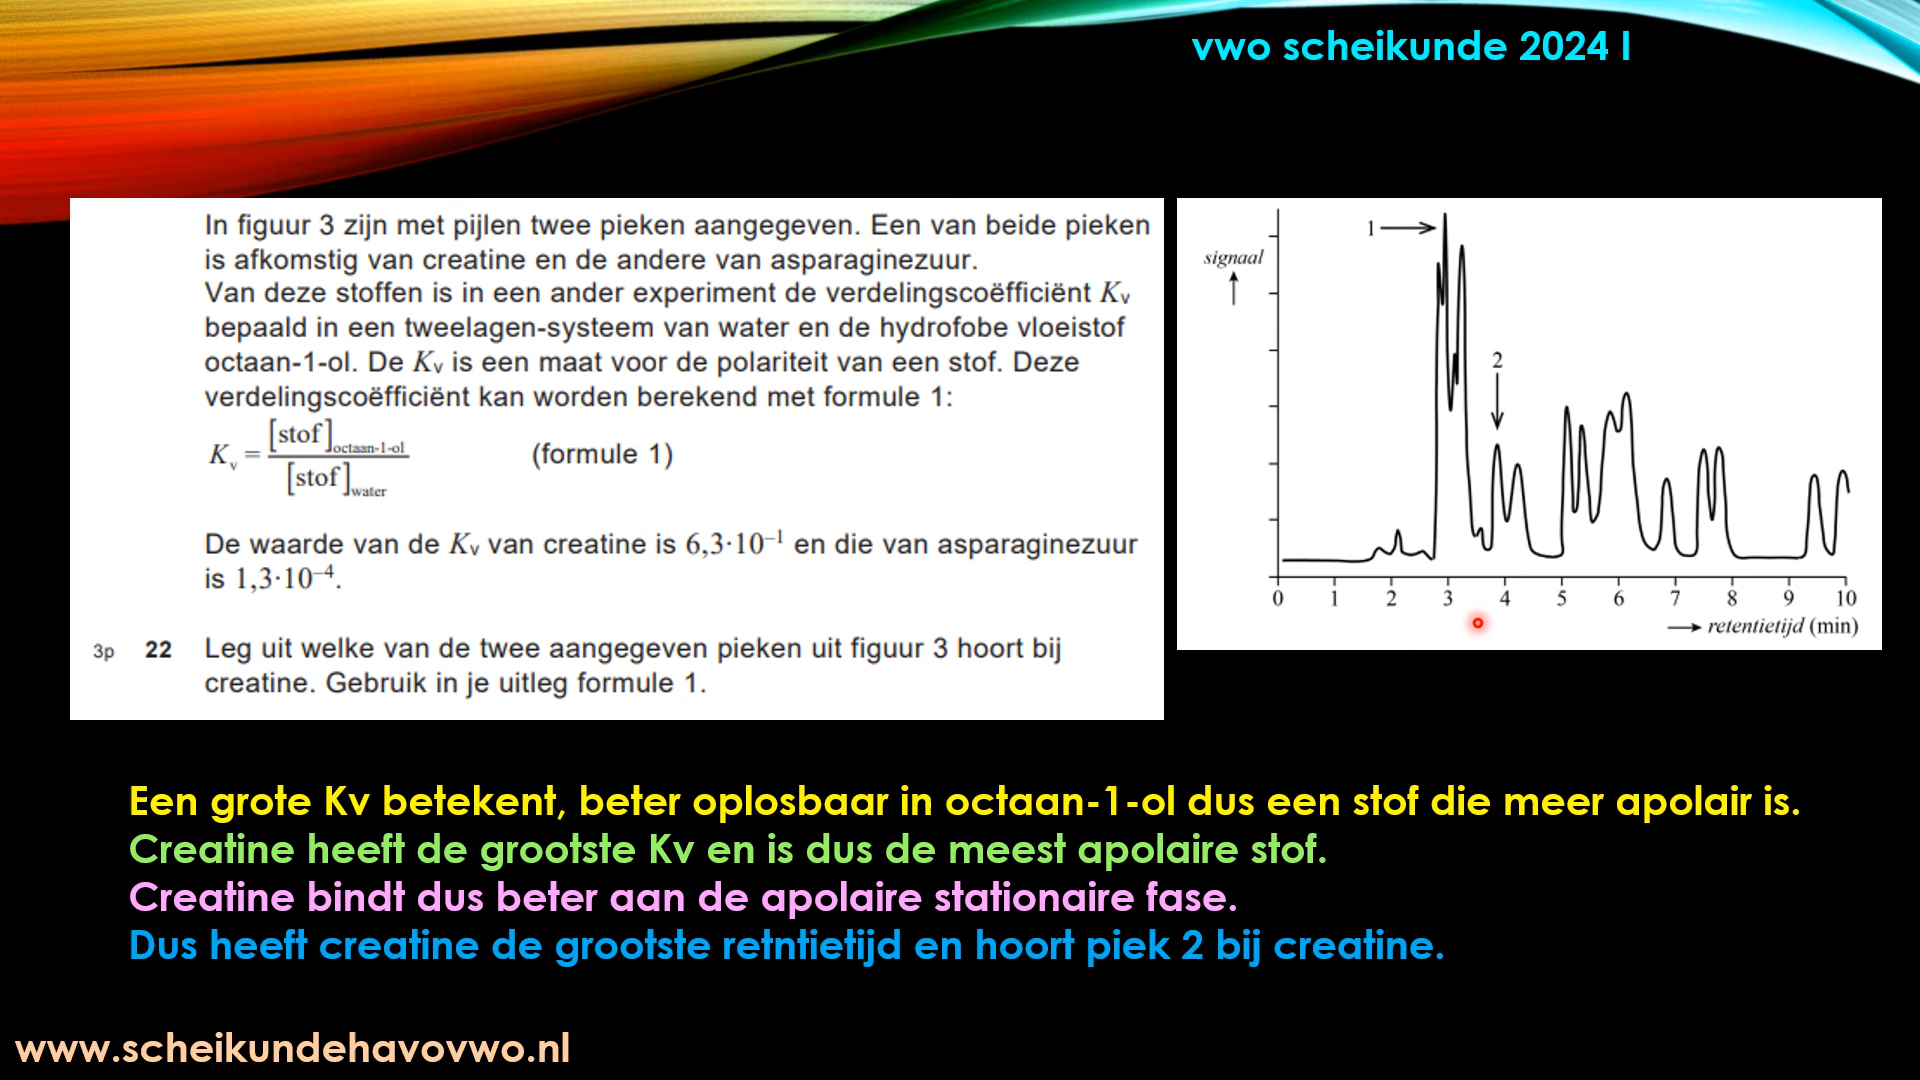 vwo scheikunde 2024 I
In figuur 3 zijn met pijlen twee pieken aangegeven. Een van beide pieken
is afkomstig van creatine en de andere van asparaginezuur.
Van deze stoffen is in een ander experiment de verdelingscoëfficiënt Kv
bepaald in een tweelagen-systeem van water en de hydrofobe vloeistof
octaan-1-ol. De Kv is een maat voor de polariteit van een stof. Deze
verdelingscoëfficiënt kan worden berekend met formule 1:
Kv = [stof]octaan-1-ol / [stof]water (formule 1)
De waarde van de Kv van creatine is 6,3·10⁻¹ en die van asparaginezuur
is 1,3·10⁻⁴.
3p 22 Leg uit welke van de twee aangegeven pieken uit figuur 3 hoort bij
creatine. Gebruik in je uitleg formule 1.
1
signaal
2
0 1 2 3 4 5 6 7 8 9 10
retentietijd (min)
Een grote Kv betekent, beter oplosbaar in octaan-1-ol dus een stof die meer apolair is.
Creatine heeft de grootste Kv en is dus de meest apolaire stof.
Creatine bindt dus beter aan de apolaire stationaire fase.
Dus heeft creatine de grootste retntietijd en hoort piek 2 bij creatine.
www.scheikundehavovwo.nl